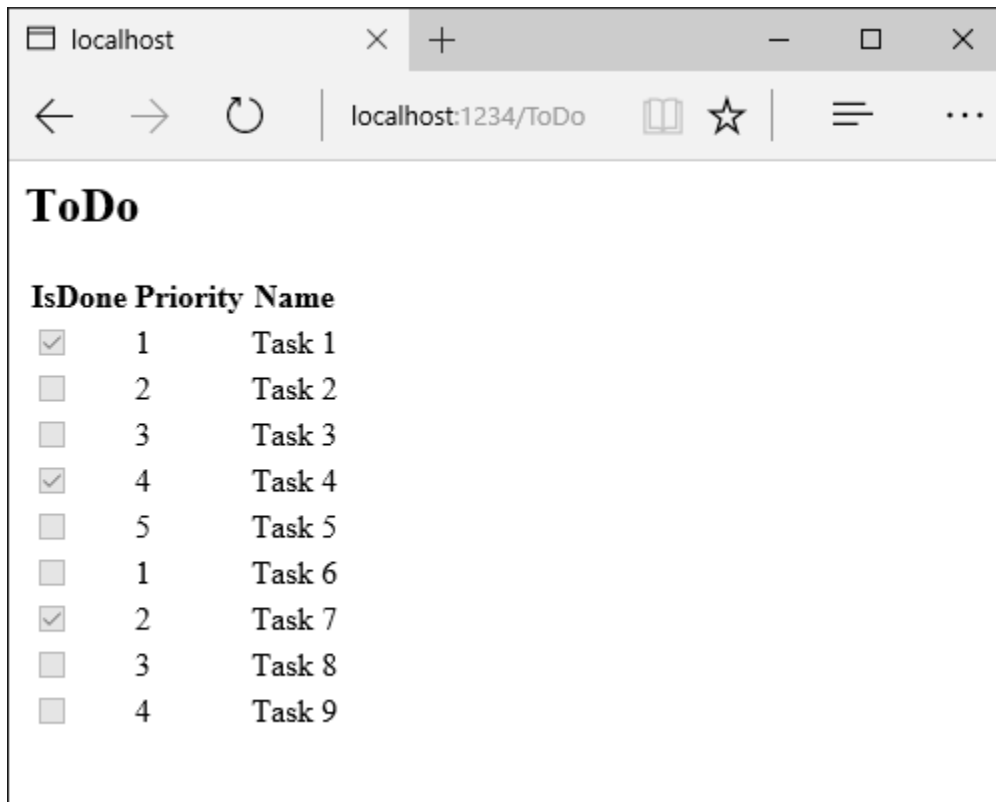 localhost
localhost:1234/ToDo
ToDo
IsDone Priority Name
1 Task 1
2 Task 2
3 Task 3
4 Task 4
5 Task 5
1 Task 6
2 Task 7
3 Task 8
4 Task 9